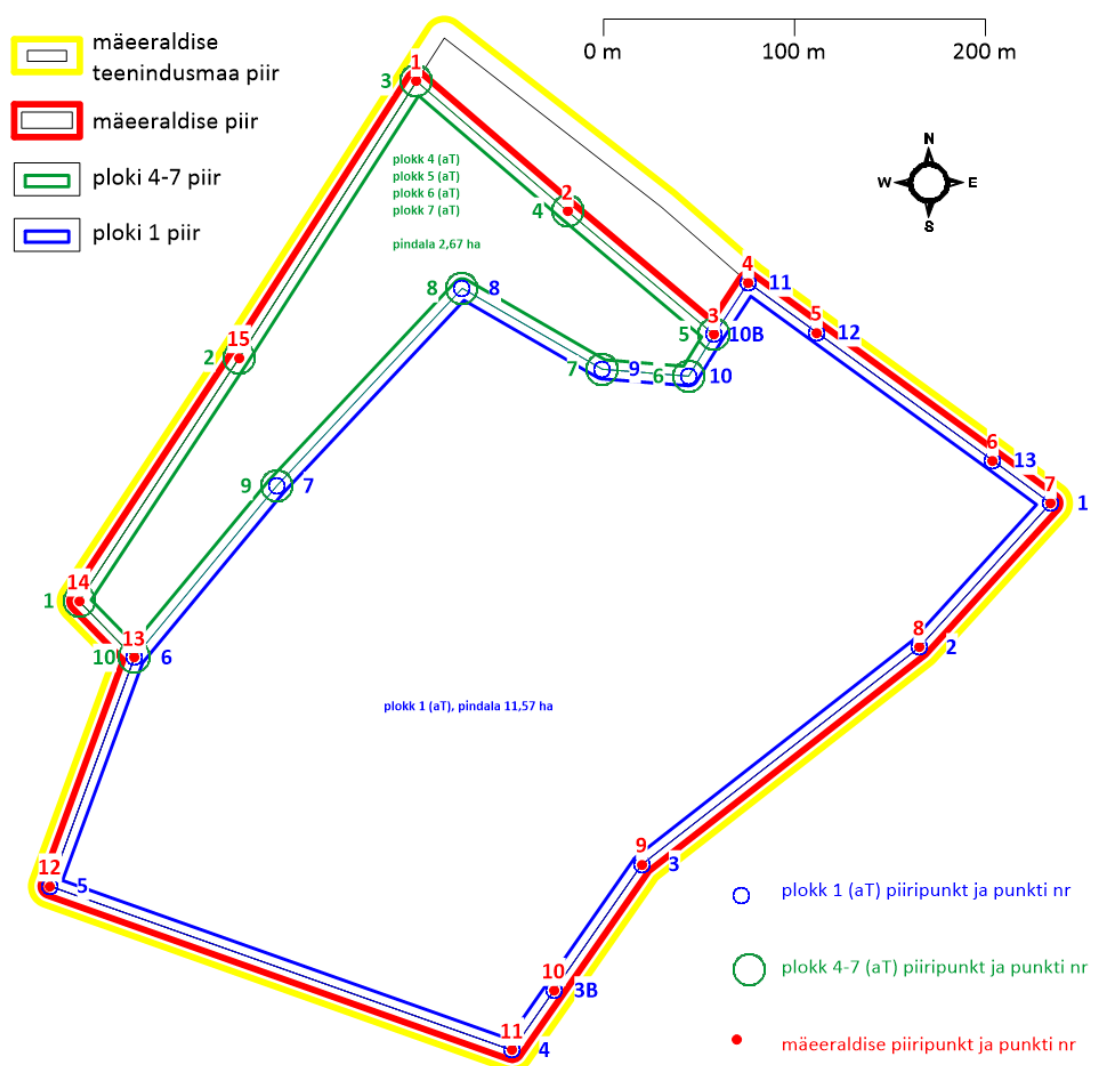 mäeeraldise
teenindusmaa piir
mäeeraldise piir
ploki 4-7 piir
ploki 1 piir
0 m 100 m 200 m
N
W E
S
1
3
plokk 4 (aT)
plokk 5 (aT)
plokk 6 (aT)
plokk 7 (aT)
pindala 2,67 ha
2
4
4
11
3
5 10B
5
12
8 8
15
2
7 9 6 10
6
13
7
1
9 7
14
1
13
10 6
8
2
plokk 1 (aT), pindala 11,57 ha
9
3
12
5
10
3B
11
4
plokk 1 (aT) piiripunkt ja punkti nr
plokk 4-7 (aT) piiripunkt ja punkti nr
mäeeraldise piiripunkt ja punkti nr